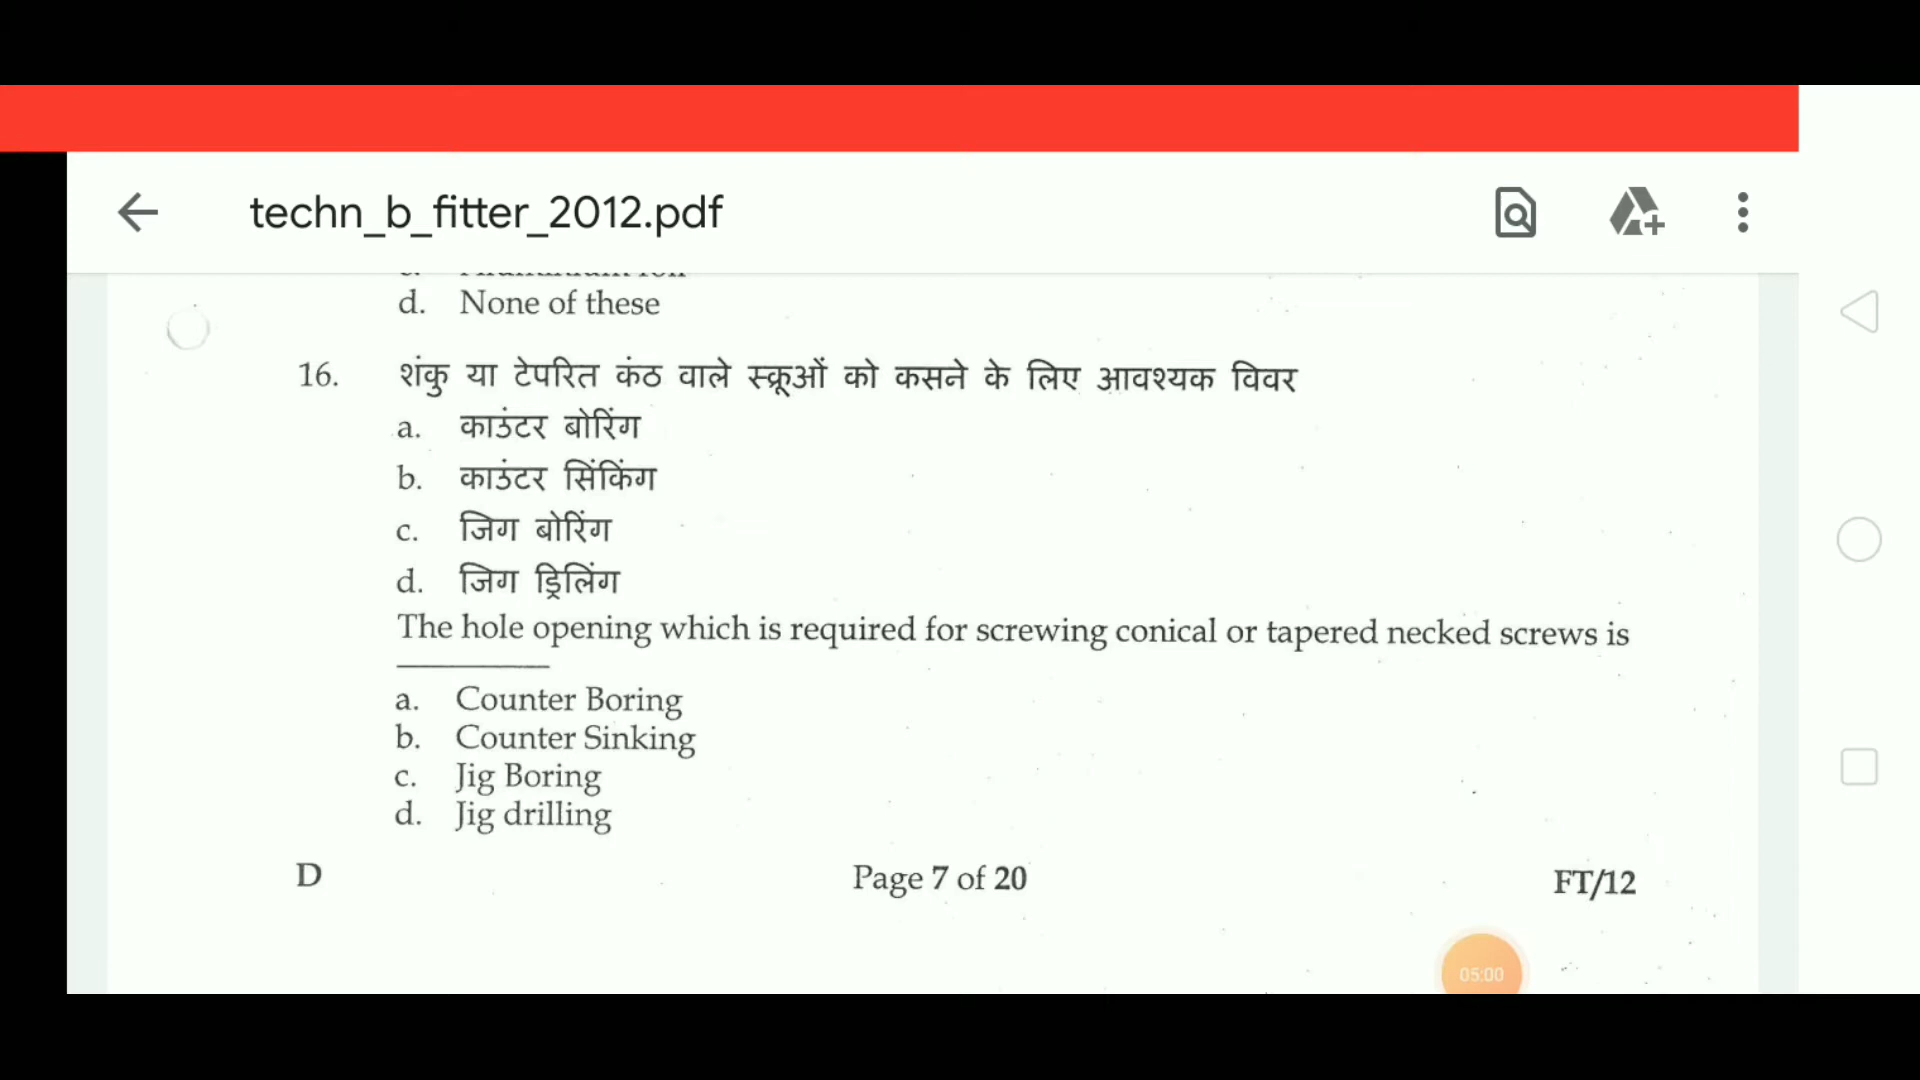 techn_b_fitter_2012.pdf
d. None of these
16. शंकु या टेपरित कंठ वाले स्क्रूओं को कसने के लिए आवश्यक विवर
a. काउंटर बोरिंग
b. काउंटर सिंकिंग
c. जिग बोरिंग
d. जिग ड्रिलिंग
The hole opening which is required for screwing conical or tapered necked screws is
a. Counter Boring
b. Counter Sinking
c. Jig Boring
d. Jig drilling
D Page 7 of 20 FT/12
05:00